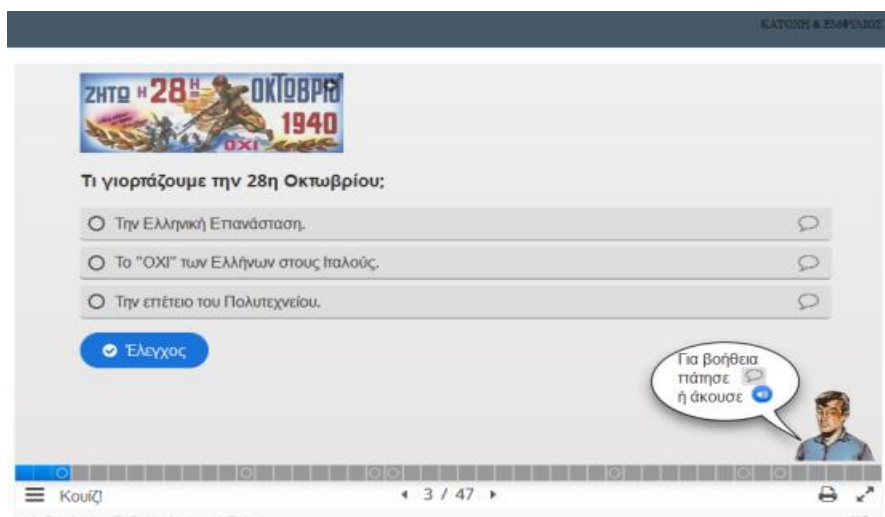 ΚΑΤΟΧΗ & ΕΜΦΥΛΙΟΣ
ΖΗΤΩ Η 28Η ΟΚΤΩΒΡΙΟ
1940
ΟΧΙ
Τι γιορτάζουμε την 28η Οκτωβρίου;
Την Ελληνική Επανάσταση.
Το "ΟΧΙ" των Ελλήνων στους Ιταλούς.
Την επέτειο του Πολυτεχνείου.
Έλεγχος
Για βοήθεια
πάτησε
ή άκουσε
Κουίζ!
3 / 47